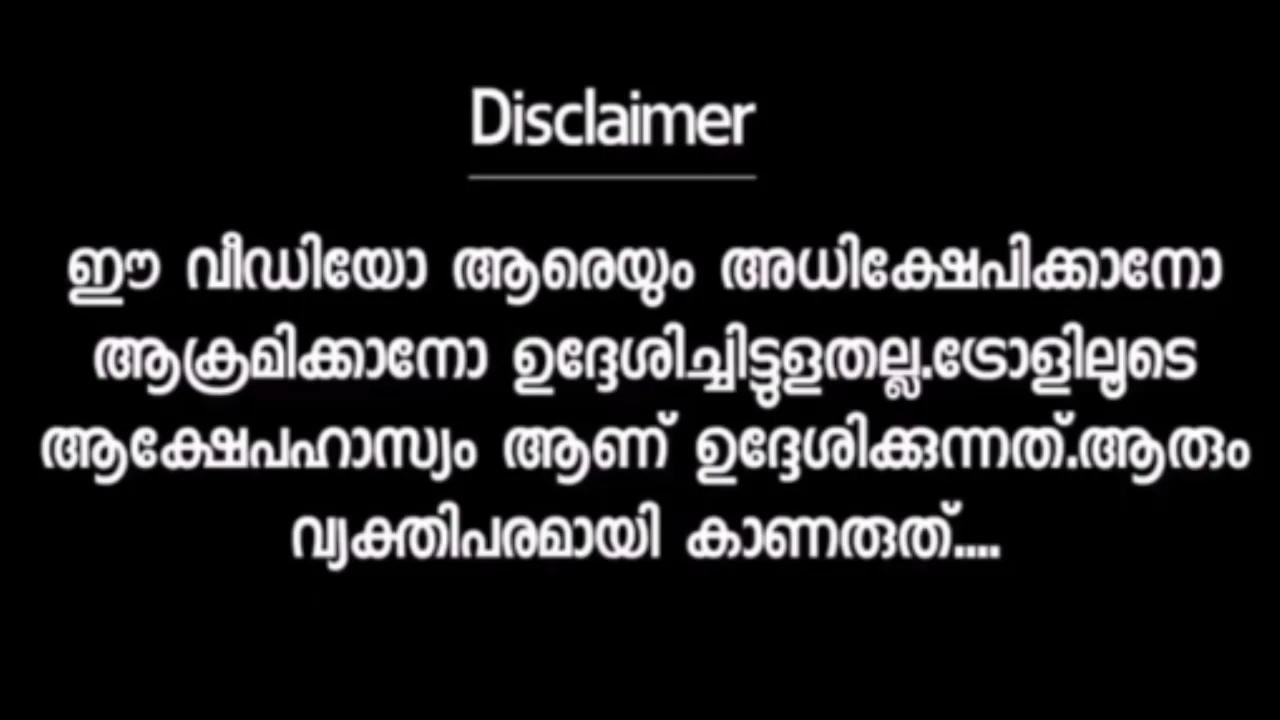 Disclaimer
ഈ വീഡിയോ ആരെയും അധിക്ഷേപിക്കാനോ
ആക്രമിക്കാനോ ഉദ്ദേശിച്ചിട്ടുളതല്ല.ട്രോളിലൂടെ
ആക്ഷേപഹാസ്യം ആണ് ഉദ്ദേശിക്കുന്നത്.ആരും
വ്യക്തിപരമായി കാണരുത്....